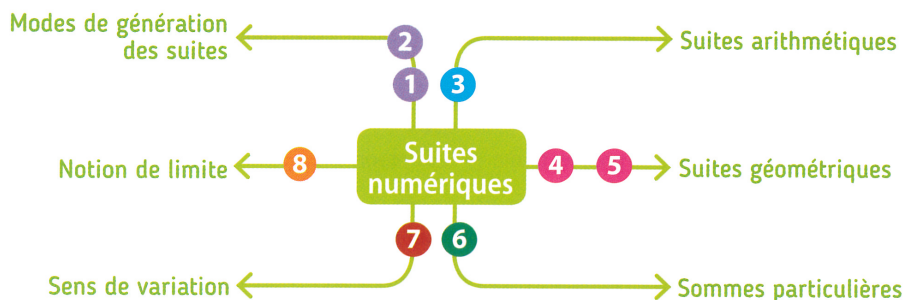 Modes de génération
des suites
2
1
3
Suites arithmétiques
Notion de limite
8
Suites
numériques
4
5
Suites géométriques
7
6
Sens de variation
Sommes particulières